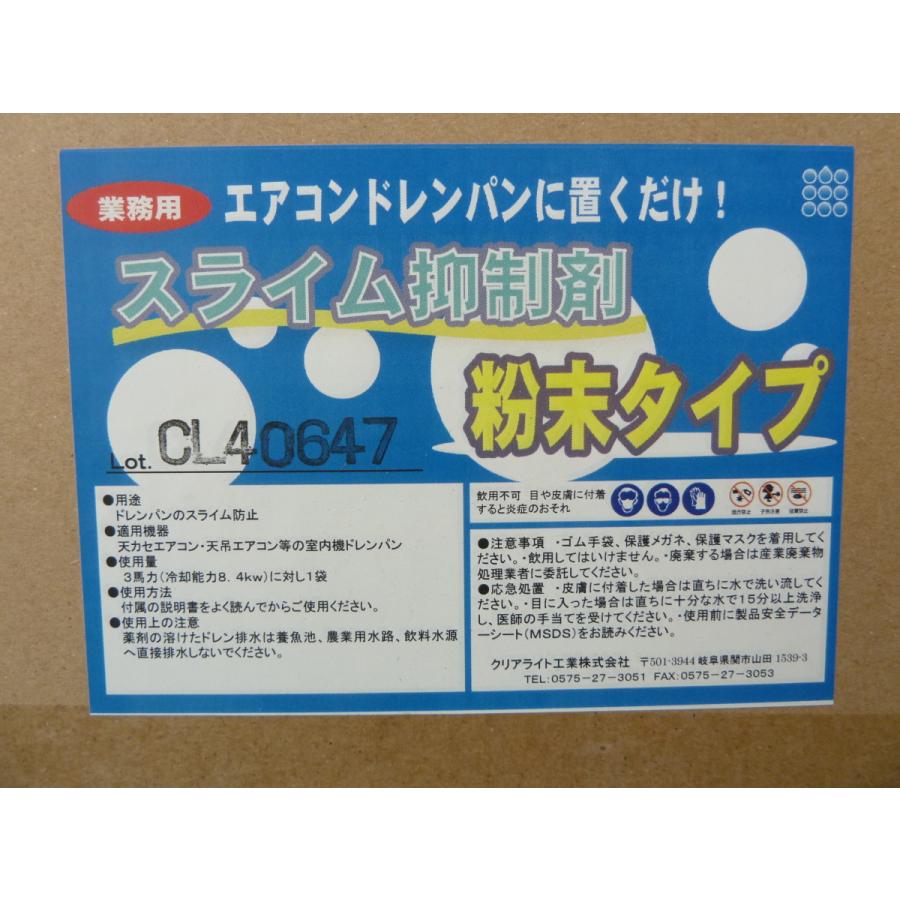 業務用
エアコンドレンパンに置くだけ！
スライム抑制剤
粉末タイプ
Lot. CL40647
●用途
ドレンパンのスライム防止
●適用機器
天カセエアコン・天吊エアコン等の室内機ドレンパン
●使用量
3馬力（冷却能力8．4kw）に対し1袋
●使用方法
付属の説明書をよく読んでからご使用ください。
●使用上の注意
薬剤の溶けたドレン排水は養魚池、農業用水路、飲料水源
へ直接排水しないでください。
飲用不可 目や皮膚に付着
すると炎症のおそれ
子供注意
●注意事項 ・ゴム手袋、保護メガネ、保護マスクを着用してく
ださい。・飲用してはいけません。・廃棄する場合は産業廃棄物
処理業者に委託してください。
●応急処置 ・皮膚に付着した場合は直ちに水で洗い流してく
ださい。・目に入った場合は直ちに十分な水で15分以上洗浄
し、医師の手当てを受けてください。・使用前に製品安全データ
ーシート（MSDS）をお読みください。
クリアライト工業株式会社 〒501-3944 岐阜県関市山田 1539-3
TEL:0575-27-3051 FAX:0575-27-3053